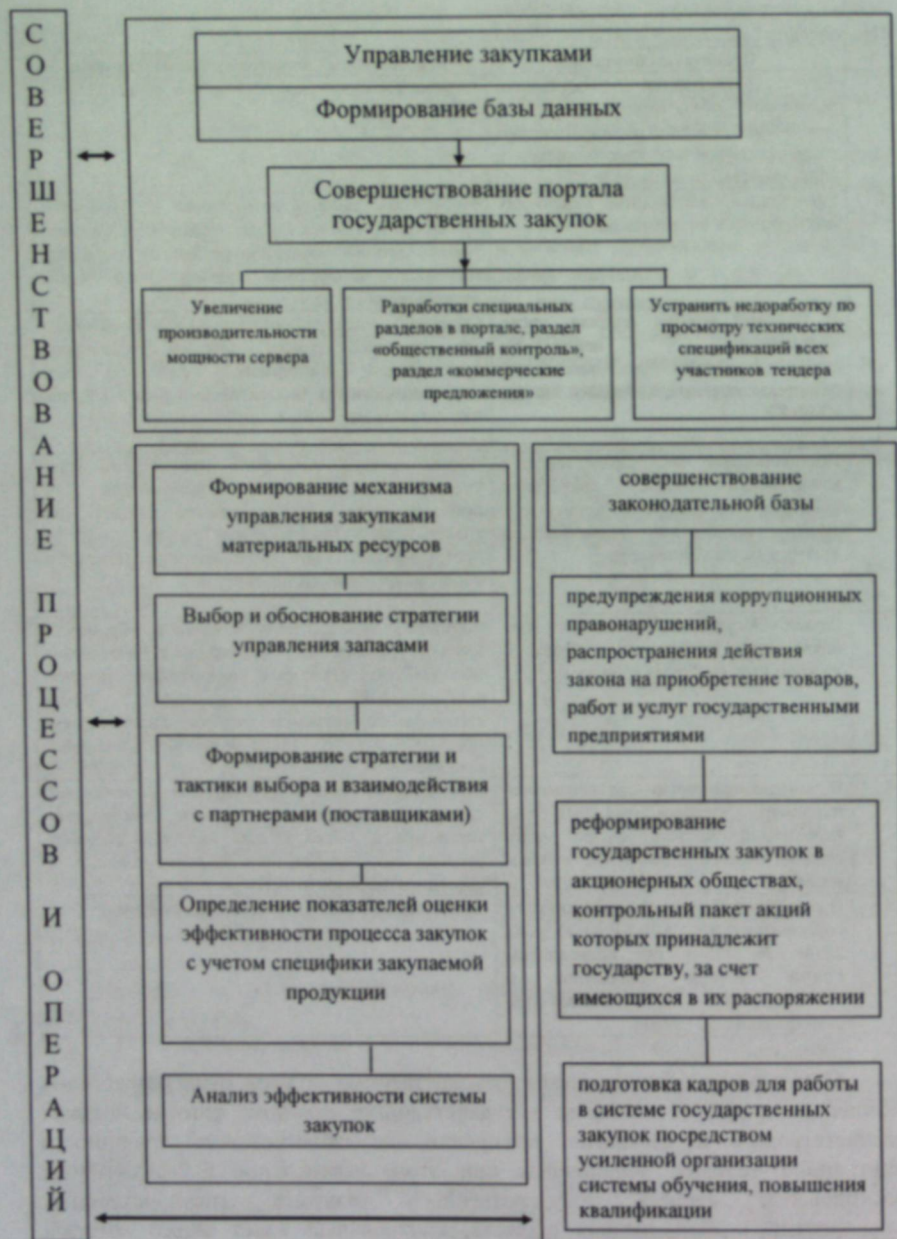 СОВЕРШЕНСТВОВАНИЕ ПРОЦЕССОВ И ОПЕРАЦИЙ
Управление закупками
Формирование базы данных
Совершенствование портала
государственных закупок
Увеличение
производительности
мощности сервера
Разработки специальных
разделов в портале, раздел
«общественный контроль»,
раздел «коммерческие
предложения»
Устранить недоработку по
просмотру технических
спецификаций всех
участников тендера
Формирование механизма
управления закупками
материальных ресурсов
Выбор и обоснование стратегии
управления запасами
Формирование стратегии и
тактики выбора и взаимодействия
с партнерами (поставщиками)
Определение показателей оценки
эффективности процесса закупок
с учетом специфики закупаемой
продукции
Анализ эффективности системы
закупок
совершенствование
законодательной базы
предупреждения коррупционных
правонарушений,
распространения действия
закона на приобретение товаров,
работ и услуг государственными
предприятиями
реформирование
государственных закупок в
акционерных обществах,
контрольный пакет акций
которых принадлежит
государству, за счет
имеющихся в их распоряжении
подготовка кадров для работы
в системе государственных
закупок посредством
усиленной организации
системы обучения, повышения
квалификации